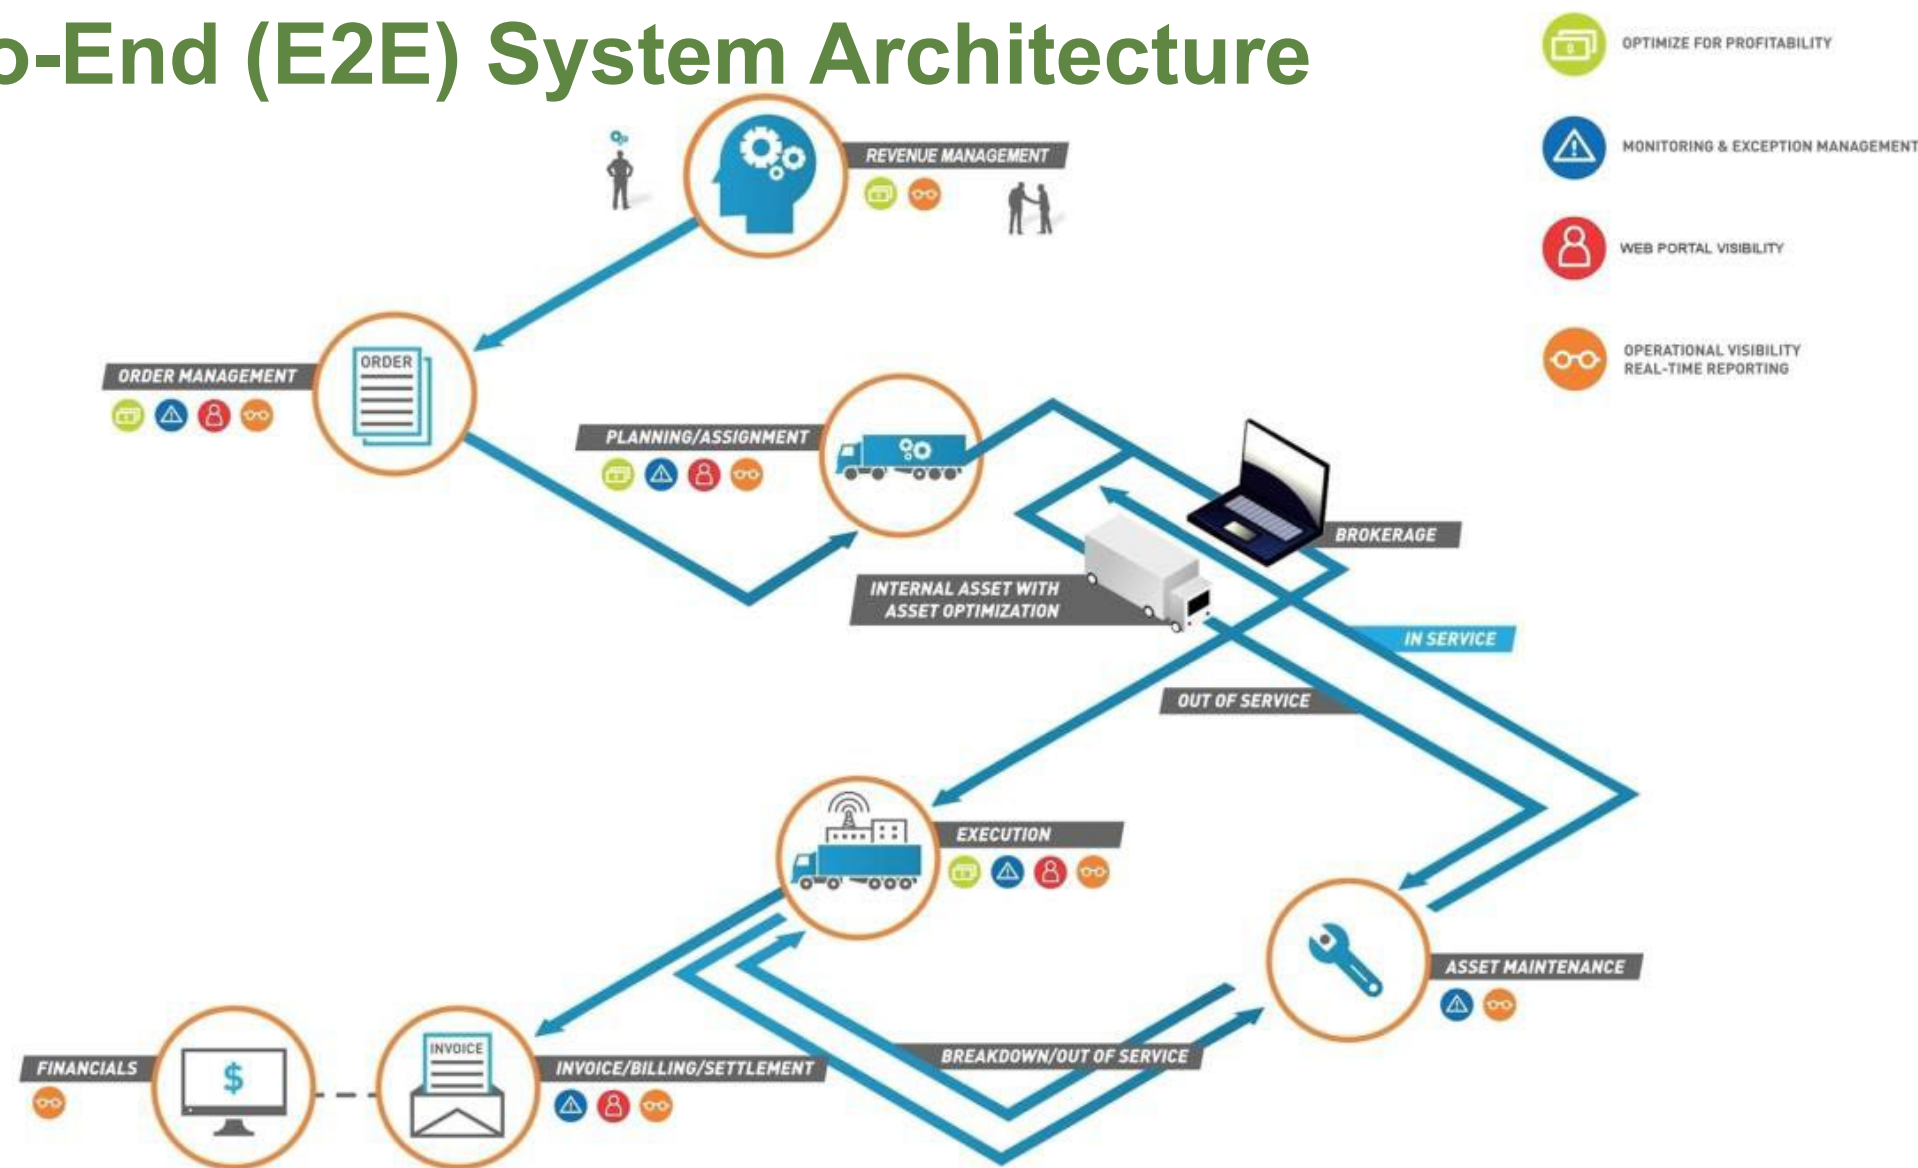 o-End (E2E) System Architecture
OPTIMIZE FOR PROFITABILITY
MONITORING & EXCEPTION MANAGEMENT
WEB PORTAL VISIBILITY
OPERATIONAL VISIBILITY
REAL-TIME REPORTING
REVENUE MANAGEMENT
ORDER
ORDER MANAGEMENT
PLANNING/ASSIGNMENT
BROKERAGE
INTERNAL ASSET WITH
ASSET OPTIMIZATION
IN SERVICE
OUT OF SERVICE
EXECUTION
ASSET MAINTENANCE
BREAKDOWN/OUT OF SERVICE
INVOICE
INVOICE/BILLING/SETTLEMENT
FINANCIALS
$